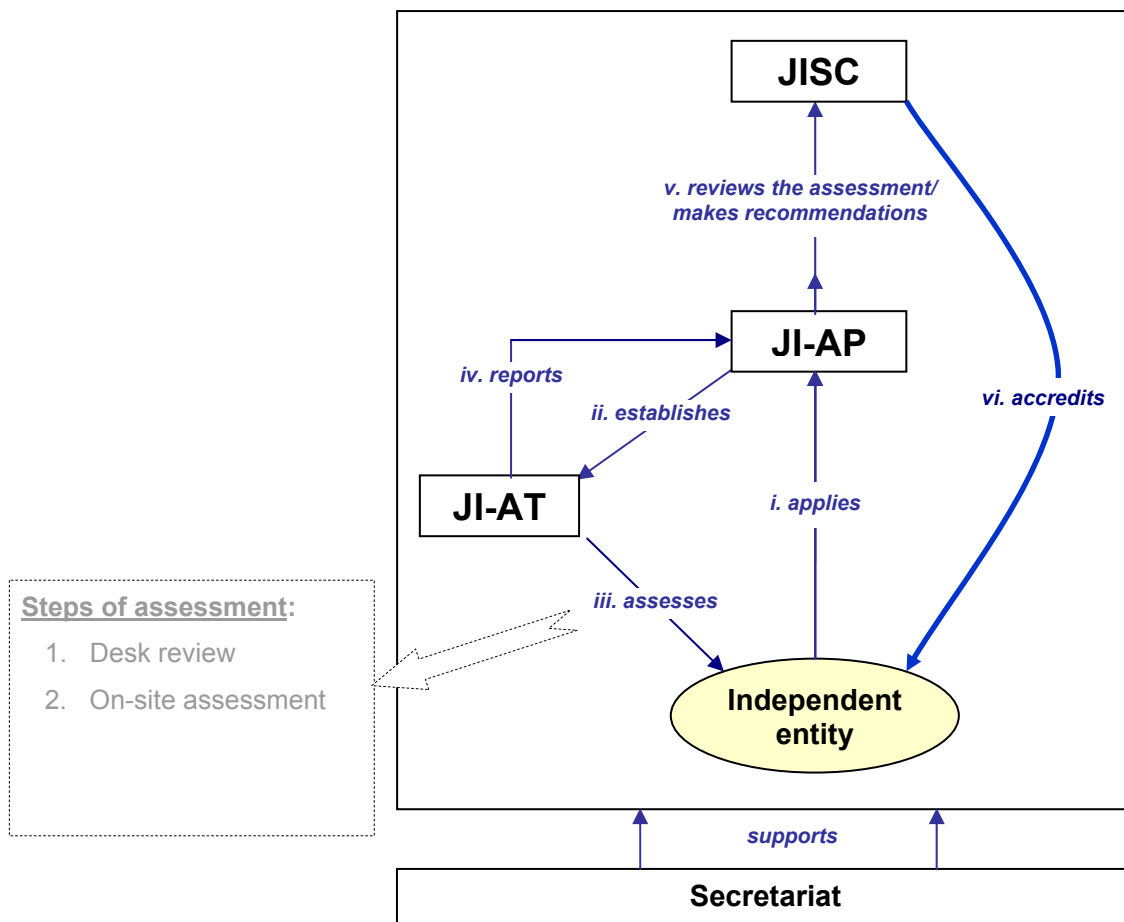 JISC
v. reviews the assessment/
makes recommendations
JI-AP
iv. reports
ii. establishes
vi. accredits
JI-AT
i. applies
iii. assesses
Steps of assessment:
1. Desk review
2. On-site assessment
Independent
entity
supports
Secretariat